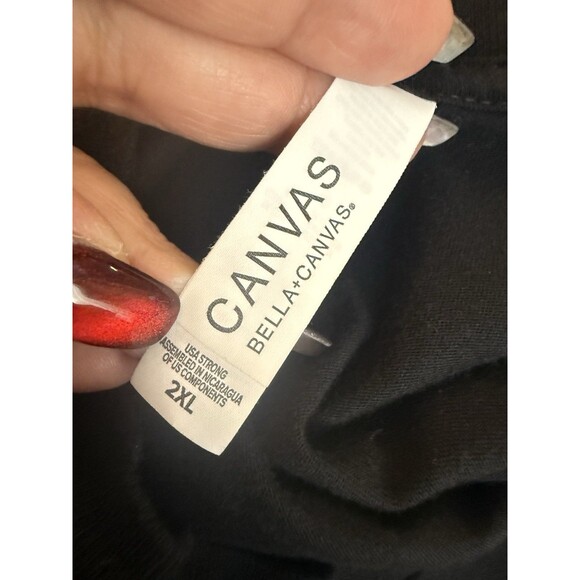 CANVAS
BELLA+CANVAS®
USA STRONG
ASSEMBLED IN NICARAGUA
OF US COMPONENTS
2XL